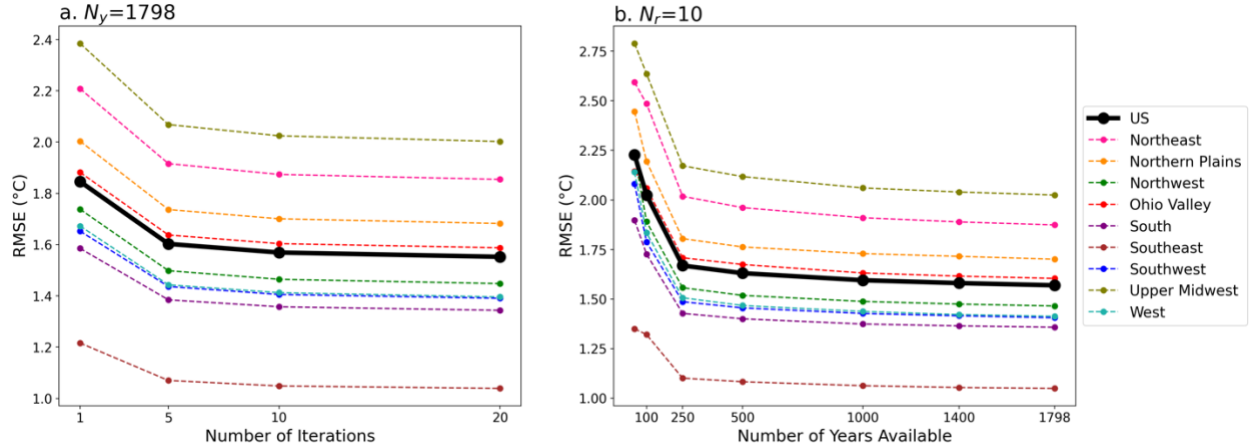 a. N_y=1798
2.4
2.2
2.0
1.8
1.6
1.4
1.2
1.0
RMSE (°C)
1
5
10
20
Number of Iterations
b. N_r=10
2.75
2.50
2.25
2.00
1.75
1.50
1.25
1.00
RMSE (°C)
100
250
500
1000
1400
1798
Number of Years Available
US
Northeast
Northern Plains
Northwest
Ohio Valley
South
Southeast
Southwest
Upper Midwest
West